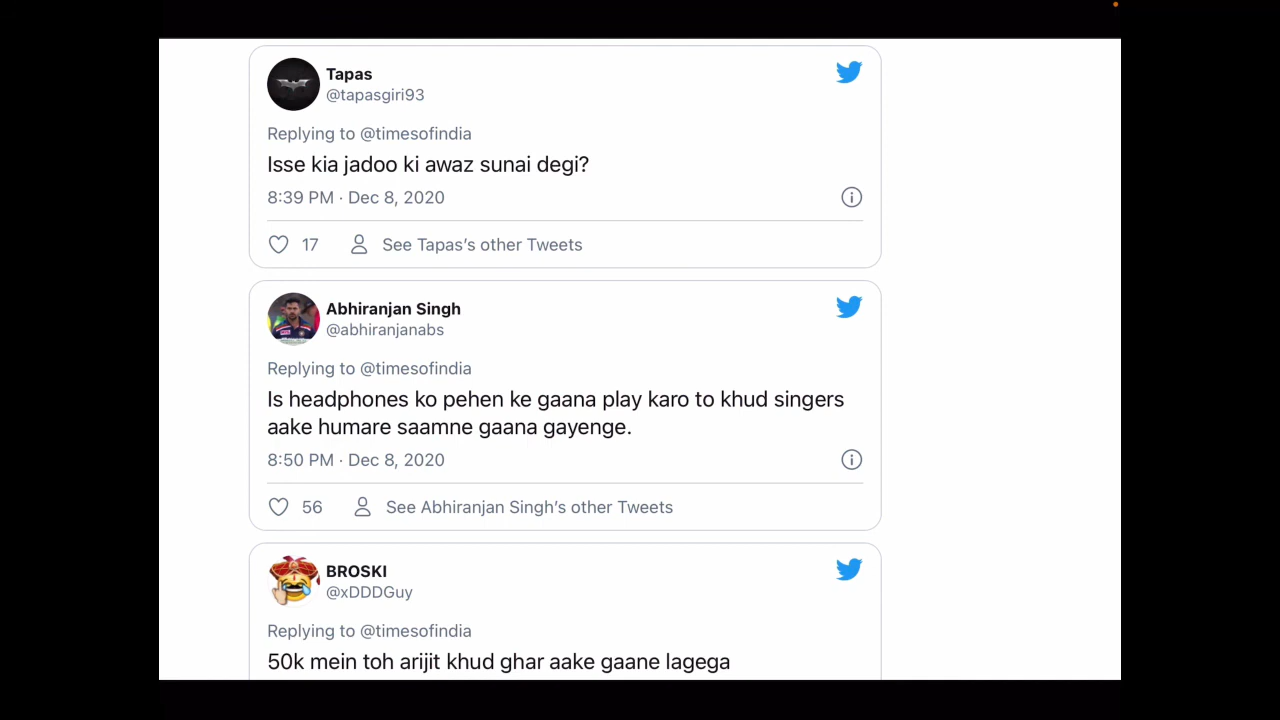 Tapas
@tapasgiri93
Replying to @timesofindia
Isse kia jadoo ki awaz sunai degi?
8:39 PM · Dec 8, 2020
17 See Tapas’s other Tweets
Abhiranjan Singh
@abhiranjanabs
Replying to @timesofindia
Is headphones ko pehen ke gaana play karo to khud singers
aake humare saamne gaana gayenge.
8:50 PM · Dec 8, 2020
56 See Abhiranjan Singh’s other Tweets
BROSKI
@xDDDGuy
Replying to @timesofindia
50k mein toh arijit khud ghar aake gaane lagega